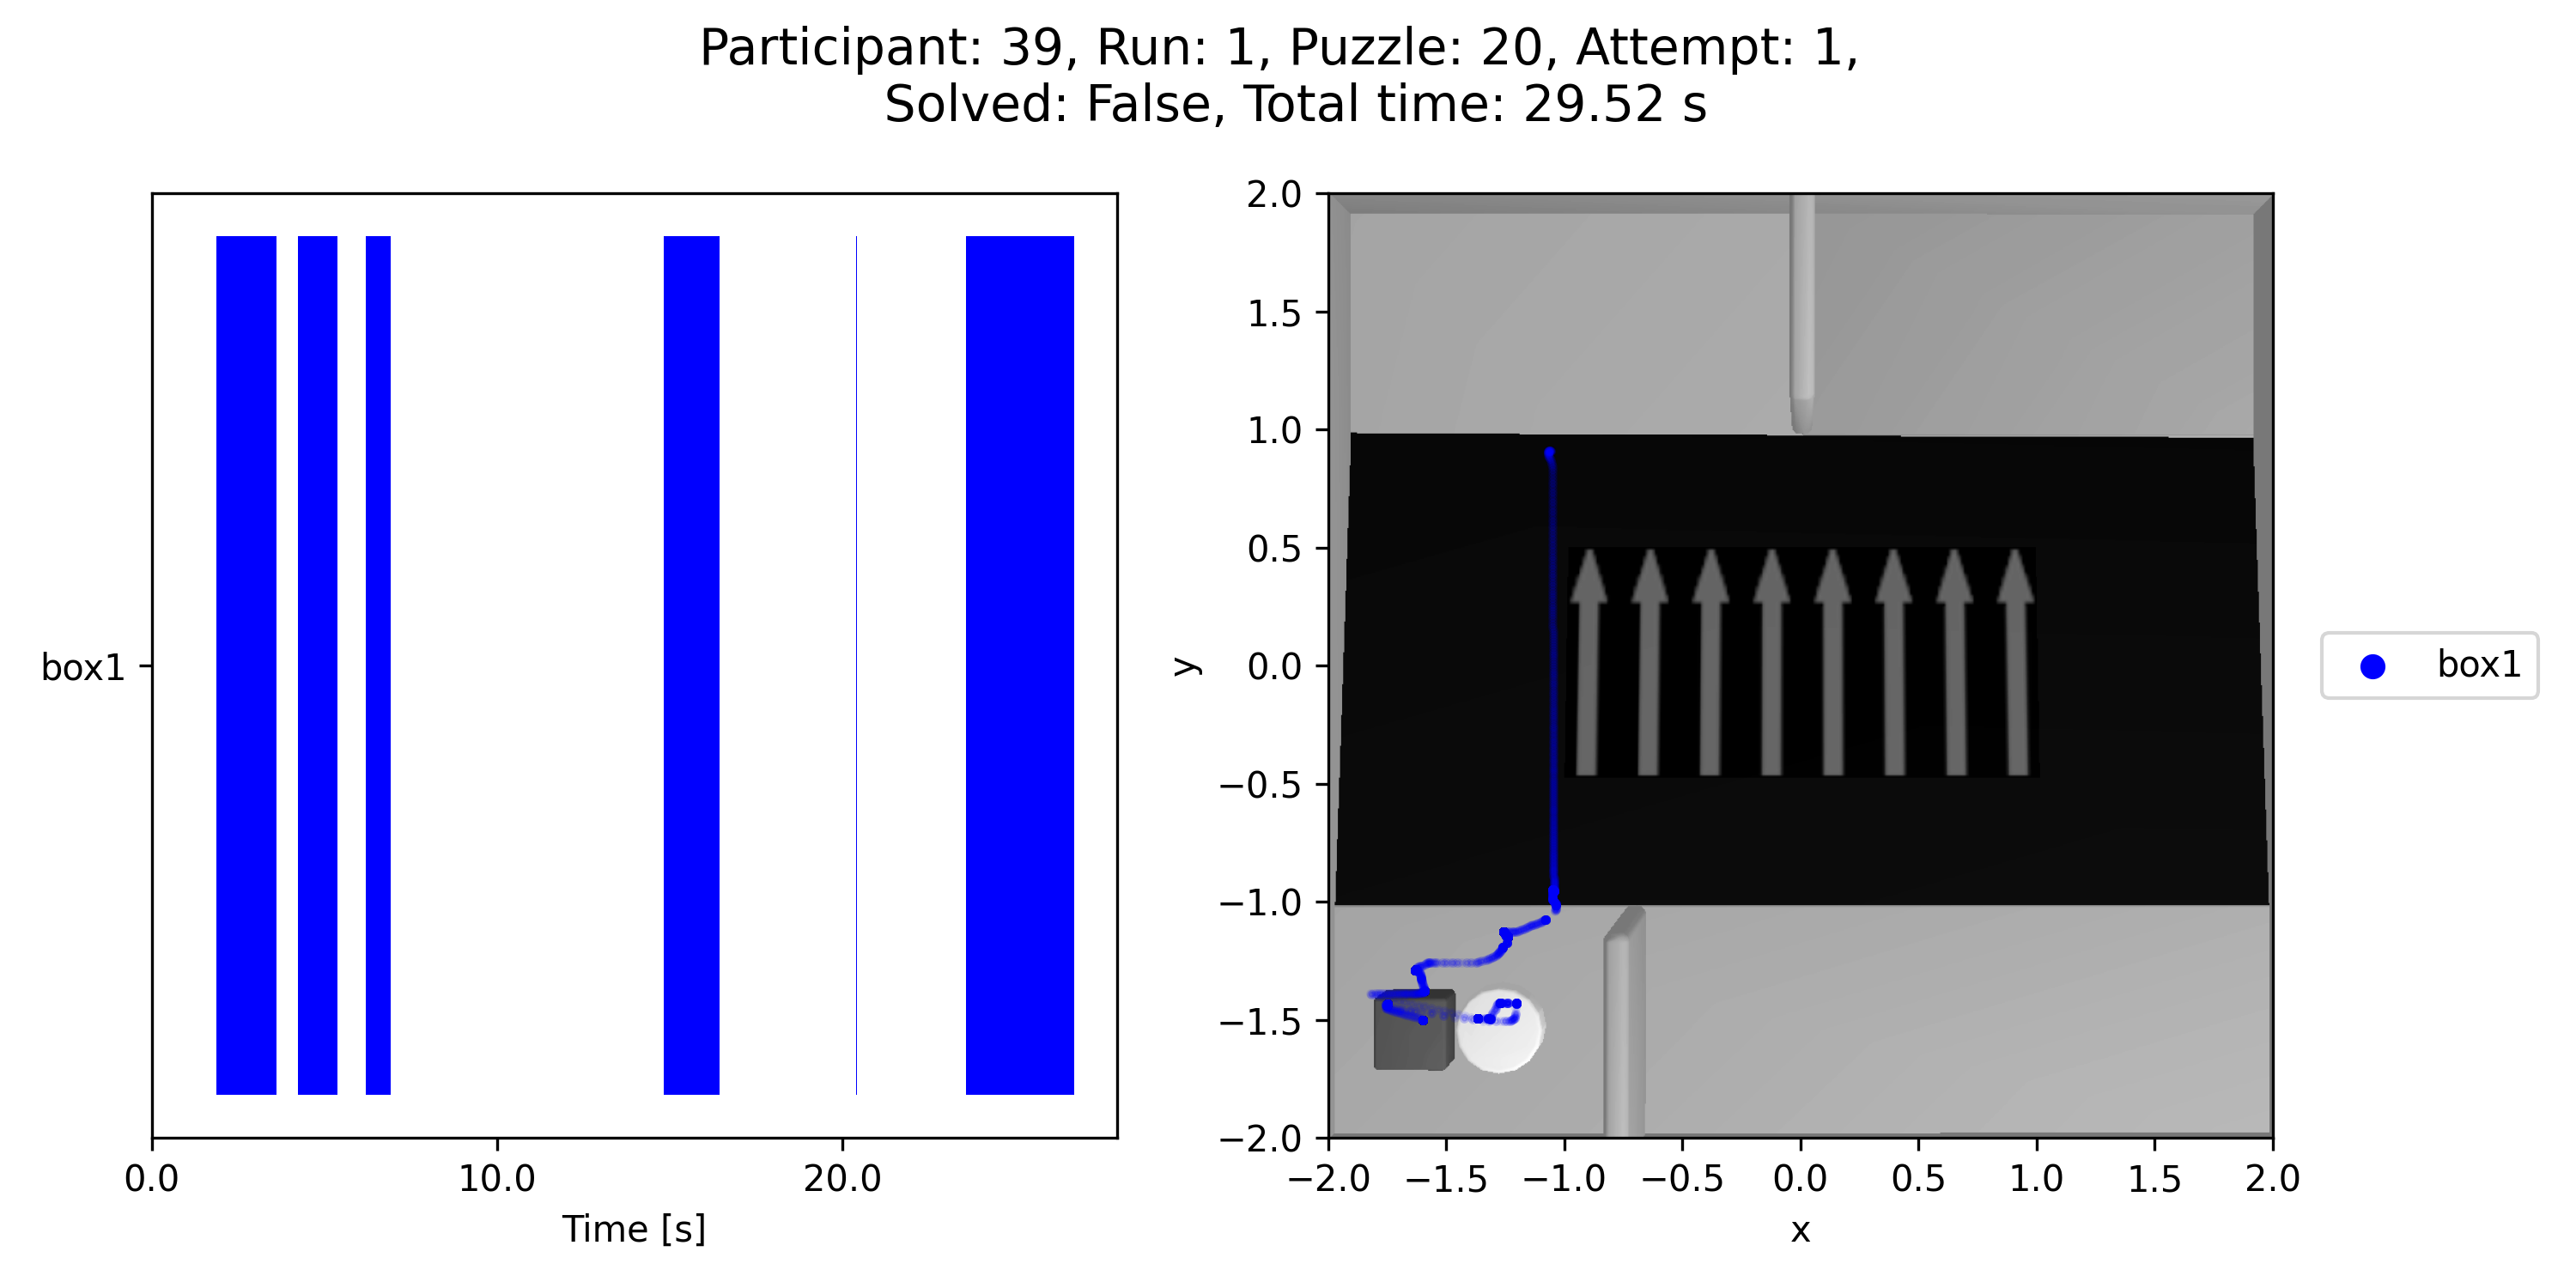 Participant: 39, Run: 1, Puzzle: 20, Attempt: 1,
Solved: False, Total time: 29.52 s
box1
0.0 10.0 20.0
Time [s]
2.0
1.5
1.0
0.5
0.0
−0.5
−1.0
−1.5
−2.0
y
−2.0 −1.5 −1.0 −0.5 0.0 0.5 1.0 1.5 2.0
x
box1